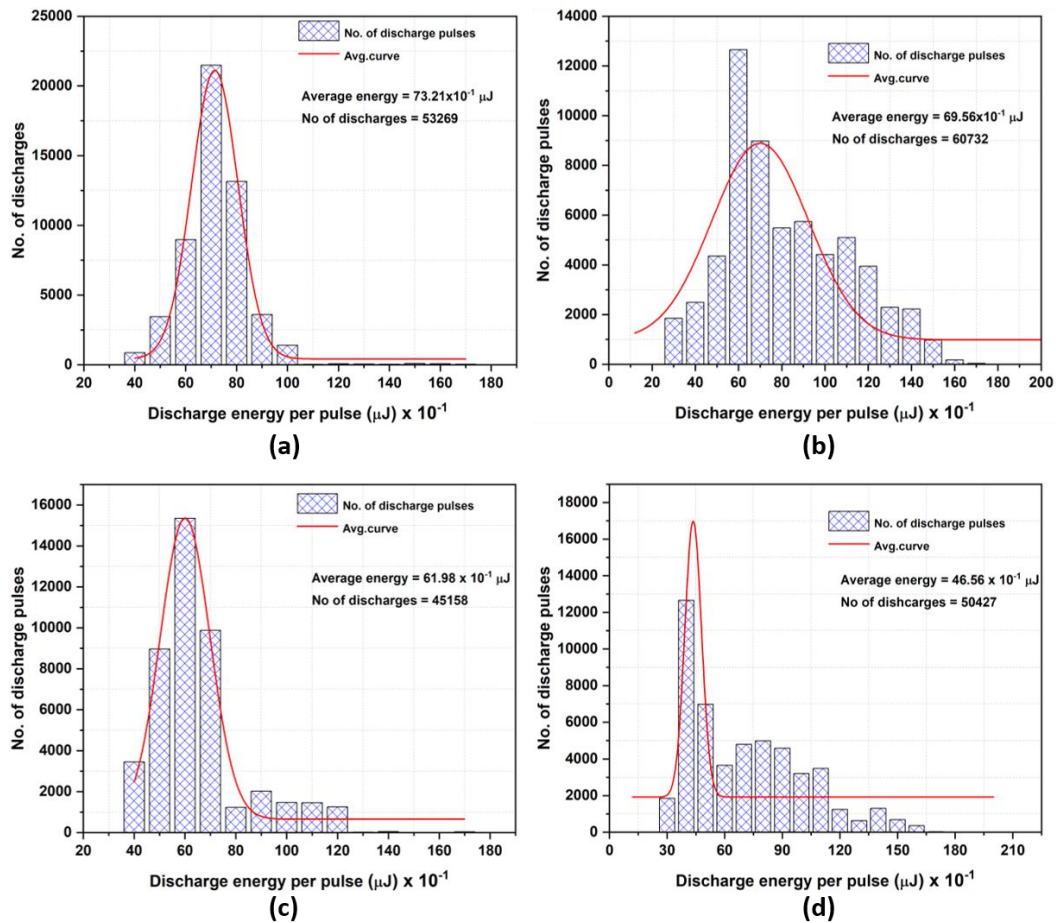 25000
20000
15000
10000
5000
0
No. of discharges
No. of discharge pulses
Avg.curve
Average energy = 73.21x10⁻¹ µJ
No of discharges = 53269
20 40 60 80 100 120 140 160 180
Discharge energy per pulse (µJ) x 10⁻¹
(a)
14000
12000
10000
8000
6000
4000
2000
0
No. of discharge pulses
No. of discharge pulses
Avg.curve
Average energy = 69.56x10⁻¹ µJ
No of discharges = 60732
0 20 40 60 80 100 120 140 160 180 200
Discharge energy per pulse (µJ) x 10⁻¹
(b)
16000
14000
12000
10000
8000
6000
4000
2000
0
No. of discharge pulses
No. of discharge pulses
Avg.curve
Average energy = 61.98 x 10⁻¹ µJ
No of discharges = 45158
20 40 60 80 100 120 140 160 180
Discharge energy per pulse (µJ) x 10⁻¹
(c)
18000
16000
14000
12000
10000
8000
6000
4000
2000
0
No. of discharge pulses
No. of discharge pulses
Avg.curve
Average energy = 46.56 x 10⁻¹ µJ
No of dishcarges = 50427
0 30 60 90 120 150 180 210
Discharge energy per pulse (µJ) x 10⁻¹
(d)